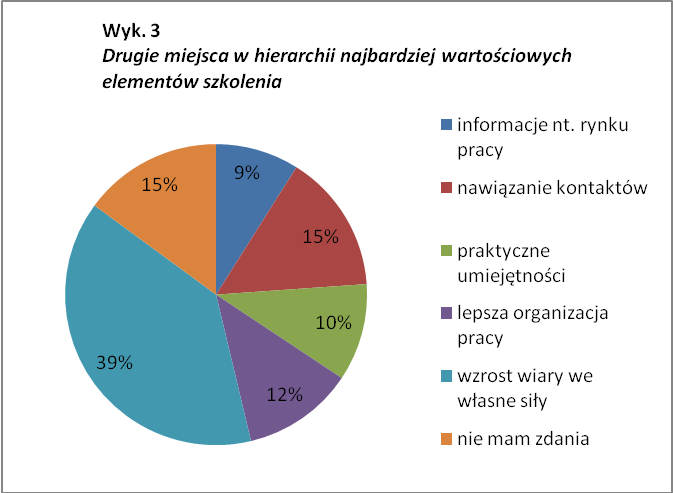 Wyk. 3
Drugie miejsca w hierarchii najbardziej wartościowych
elementów szkolenia
9%
15%
10%
12%
39%
15%
informacje nt. rynku
pracy
nawiązanie kontaktów
praktyczne
umiejętności
lepsza organizacja
pracy
wzrost wiary we
własne siły
nie mam zdania